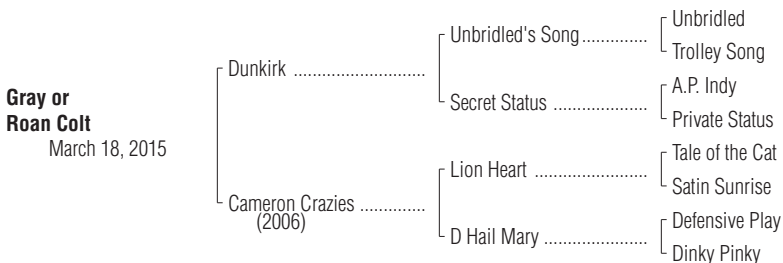 Gray or
Roan Colt
March 18, 2015
Dunkirk ............................
Cameron Crazies ..............
(2006)
Unbridled's Song..............
Secret Status ....................
Lion Heart ........................
D Hail Mary .......................
Unbridled
Trolley Song
A.P. Indy
Private Status
Tale of the Cat
Satin Sunrise
Defensive Play
Dinky Pinky